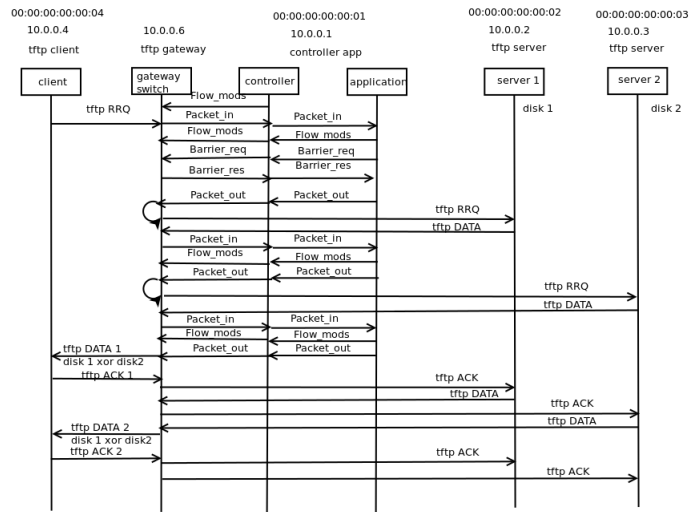 00:00:00:00:00:04
00:00:00:00:00:01
00:00:00:00:00:02
00:00:00:00:00:03
10.0.0.4
10.0.0.6
10.0.0.1
10.0.0.2
10.0.0.3
tftp client
tftp gateway
controller app
tftp server
tftp server
client
gateway switch
controller
application
server 1
server 2
disk 1
disk 2
Flow_mods
tftp RRQ
Packet_in
Packet_in
Flow_mods
Flow_mods
Barrier_req
Barrier_req
Barrier_res
Barrier_res
Packet_out
Packet_out
tftp RRQ
tftp DATA
Packet_in
Packet_in
Flow_mods
Flow_mods
Packet_out
Packet_out
tftp RRQ
tftp DATA
Packet_in
Packet_in
Flow_mods
Flow_mods
Packet_out
Packet_out
tftp DATA 1
disk 1 xor disk2
tftp ACK 1
tftp ACK
tftp DATA
tftp ACK
tftp DATA
tftp DATA 2
disk 1 xor disk2
tftp ACK 2
tftp ACK
tftp ACK